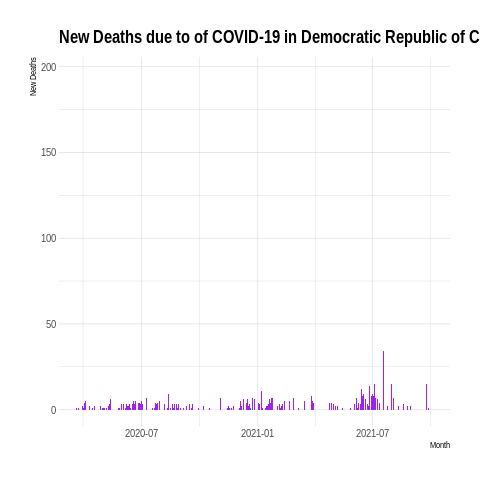 New Deaths due to of COVID-19 in Democratic Republic of C
New Deaths
200
150
100
50
0
2020-07 2021-01 2021-07
Month